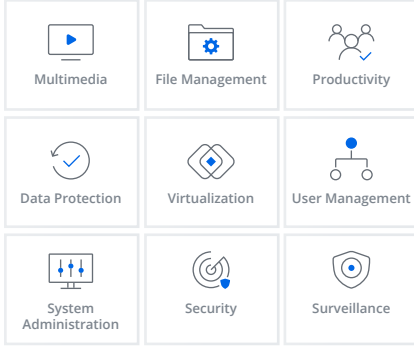 Multimedia
File Management
Productivity
Data Protection
Virtualization
User Management
System
Administration
Security
Surveillance